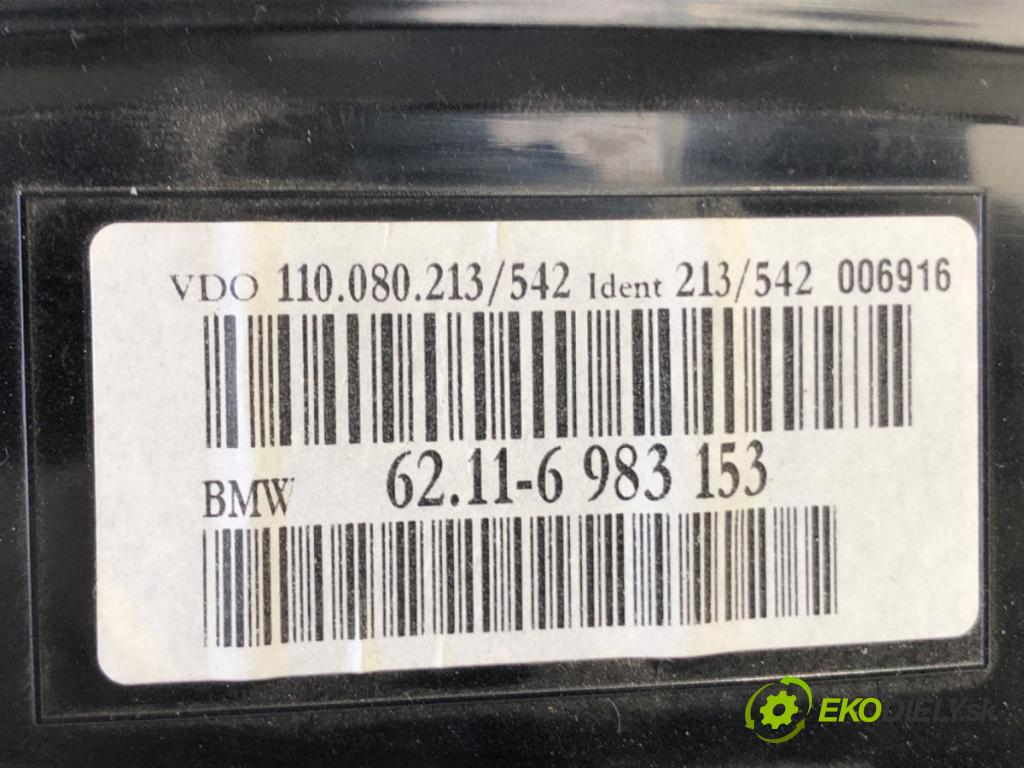 VDO 110.080.213/542 Ident 213/542 006916
BMW 62.11-6 983 153
EKODIELY.sk